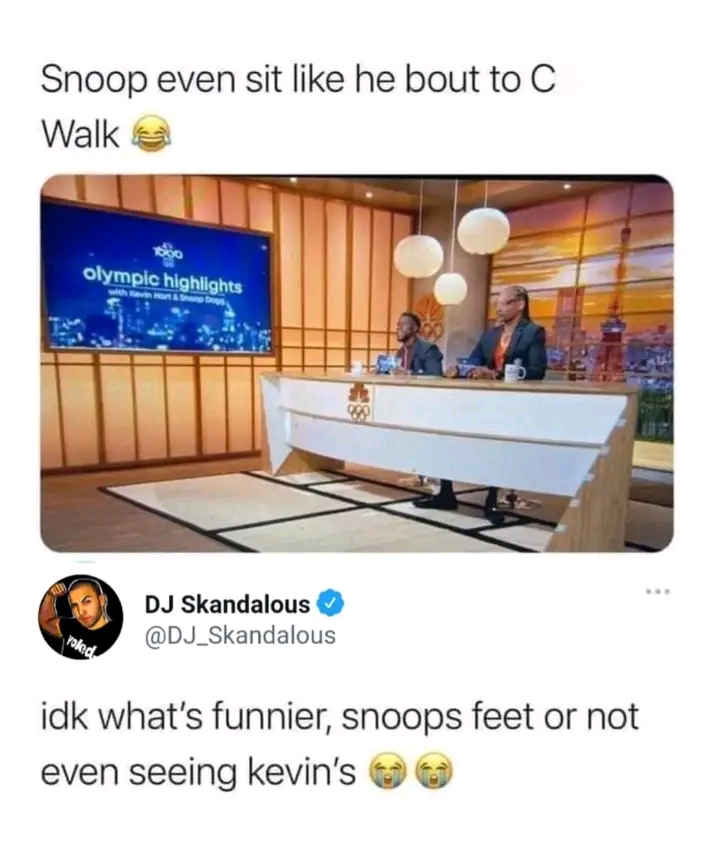 Snoop even sit like he bout to C
Walk 😂
TOKYO
olympic highlights
with Kevin Hart & Snoop Dogg
DJ Skandalous
@DJ_Skandalous
idk what's funnier, snoops feet or not
even seeing kevin's 😭😭